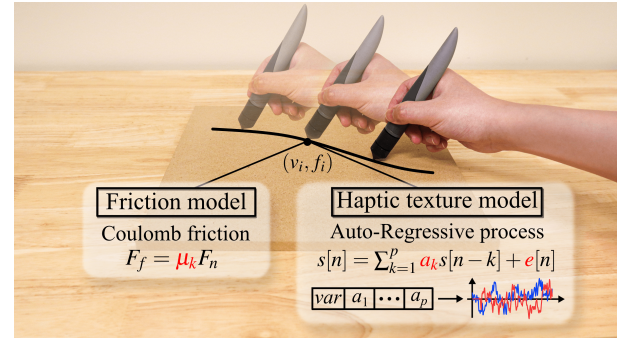 (v_i, f_i)
Friction model
Coulomb friction
F_f = μ_k F_n
Haptic texture model
Auto-Regressive process
s[n] = ∑_{k=1}^{p} a_k s[n−k] + e[n]
var a_1 ⋯ a_p